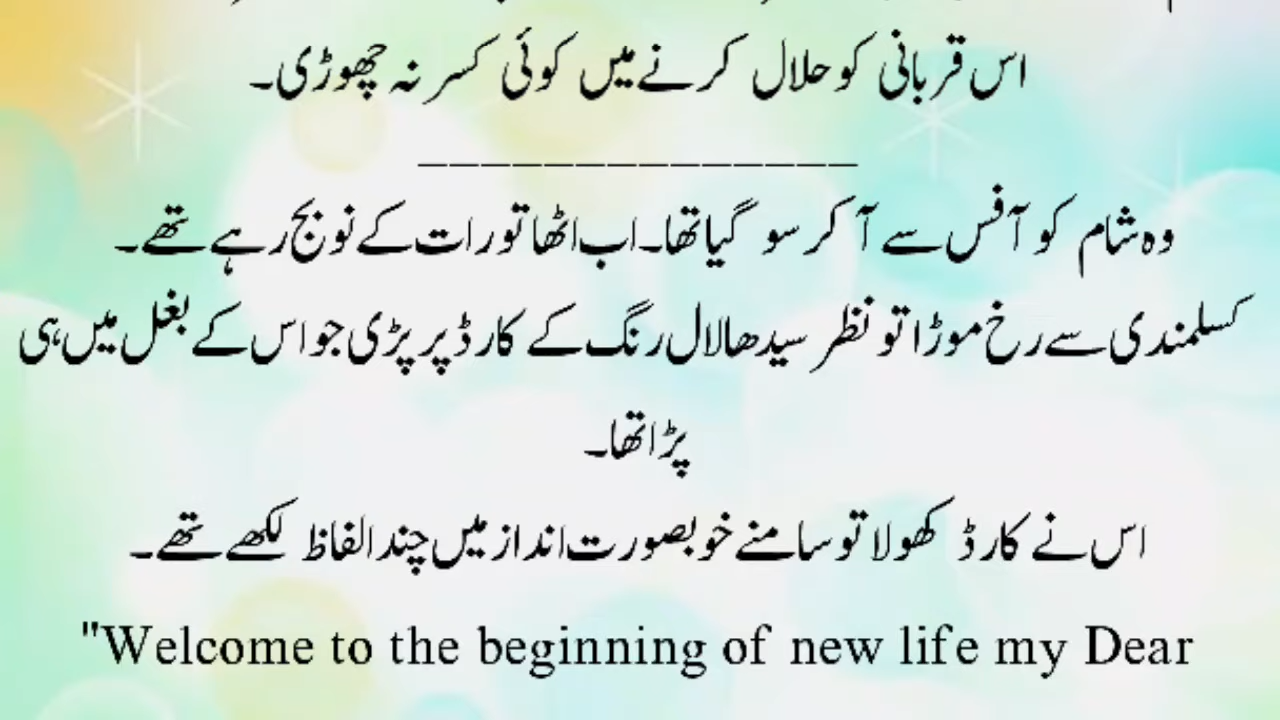 اس قربانی کو حلال کرنے میں کوئی کسر نہ چھوڑی۔
______________
وہ شام کو آفس سے آ کر سو گیا تھا۔ اب اٹھا تو رات کے نو بج رہے تھے۔
کسلمندی سے رخ موڑا تو نظر سیدھا لال رنگ کے کارڈ پر پڑی جو اس کے بغل میں ہی
پڑا تھا۔
اس نے کارڈ کھولا تو سامنے خوبصورت انداز میں چند الفاظ لکھے تھے۔
"Welcome to the beginning of new life my Dear